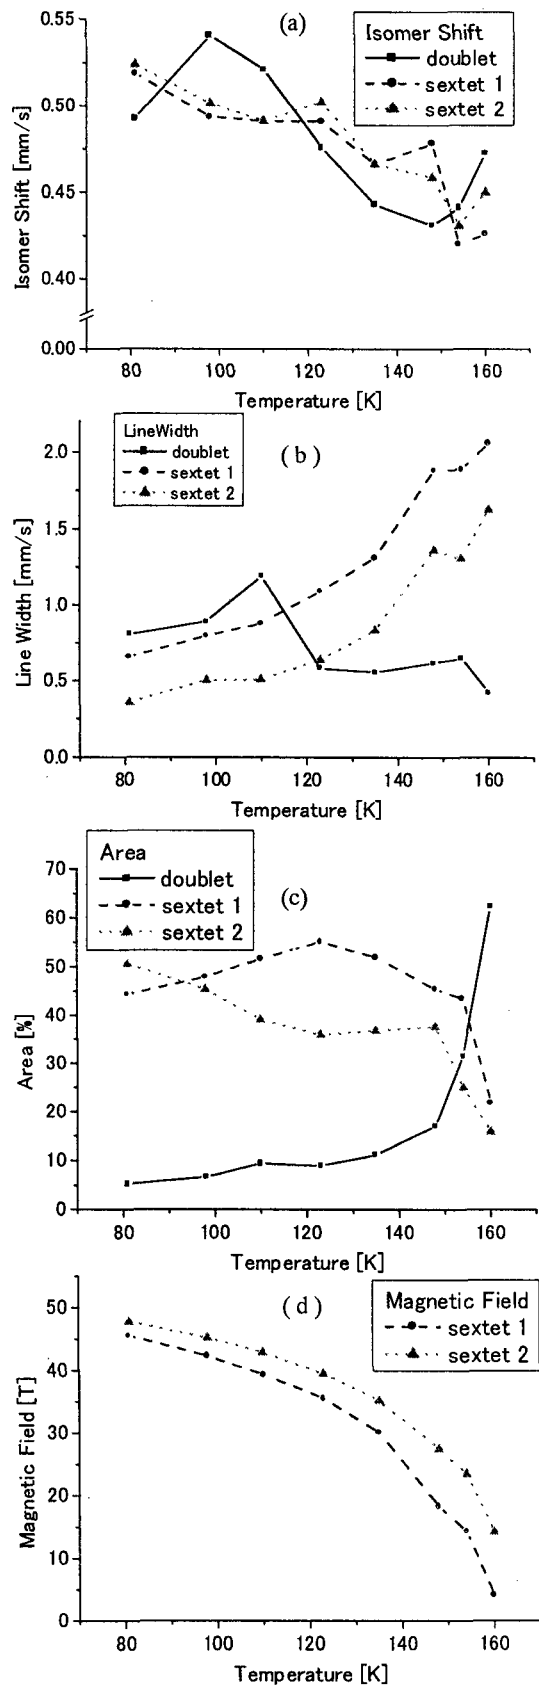 (a)
Isomer Shift
doublet
sextet 1
sextet 2
0.55
0.50
0.45
0.40
0.00
Isomer Shift [mm/s]
80 100 120 140 160
Temperature [K]
(b)
LineWidth
doublet
sextet 1
sextet 2
2.0
1.5
1.0
0.5
0.0
Line Width [mm/s]
80 100 120 140 160
Temperature [K]
(c)
Area
doublet
sextet 1
sextet 2
70
60
50
40
30
20
10
0
Area [%]
80 100 120 140 160
Temperature [K]
(d)
Magnetic Field
sextet 1
sextet 2
50
40
30
20
10
0
Magnetic Field [T]
80 100 120 140 160
Temperature [K]